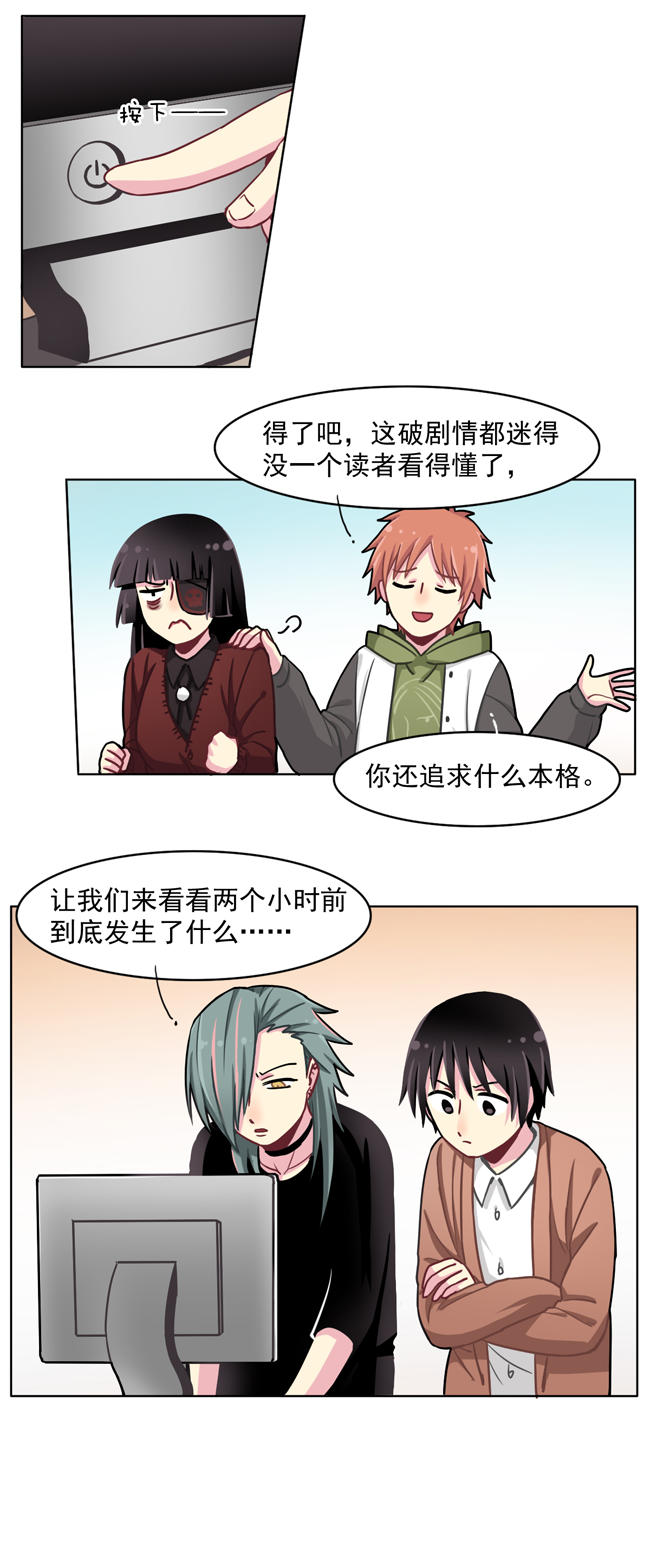 按下——
得了吧，这破剧情都迷得
没一个读者看得懂了，
你还追求什么本格。
让我们来看看两个小时前
到底发生了什么……